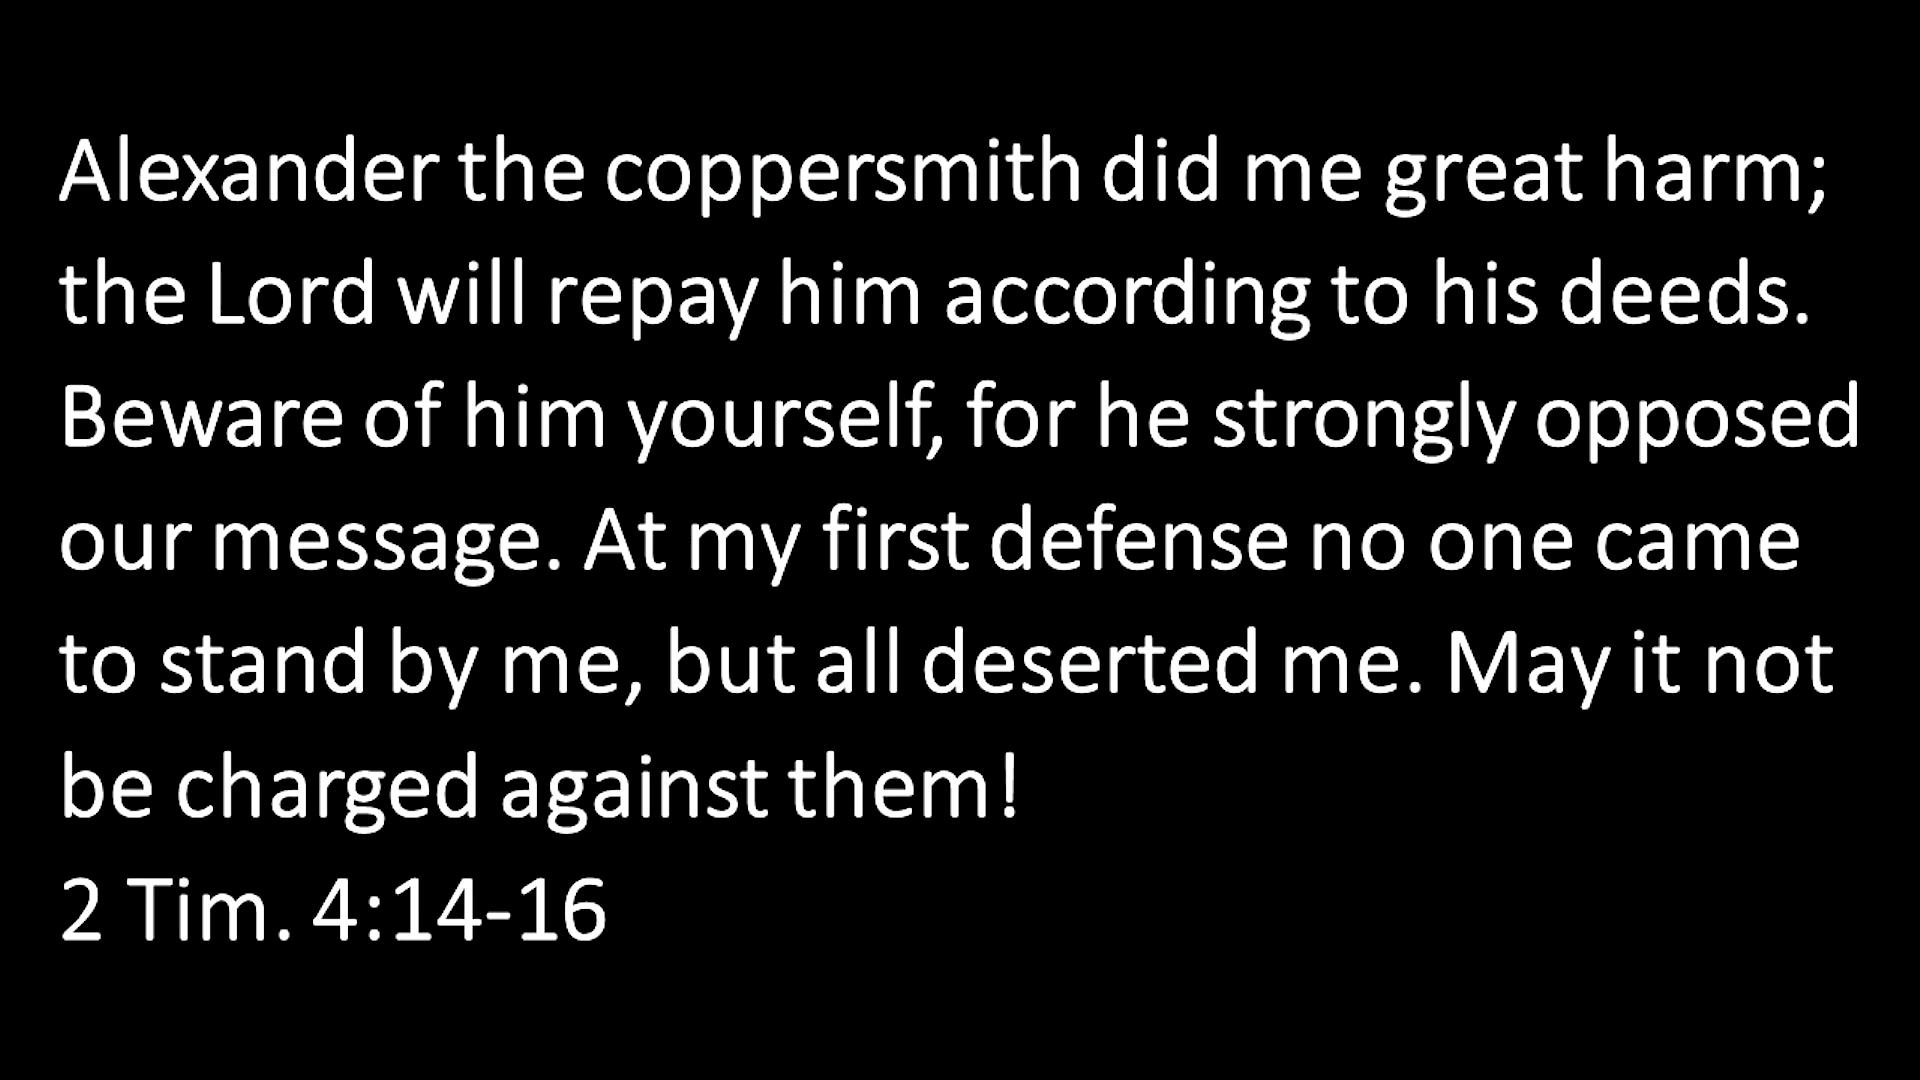 Alexander the coppersmith did me great harm;
the Lord will repay him according to his deeds.
Beware of him yourself, for he strongly opposed
our message. At my first defense no one came
to stand by me, but all deserted me. May it not
be charged against them!
2 Tim. 4:14-16